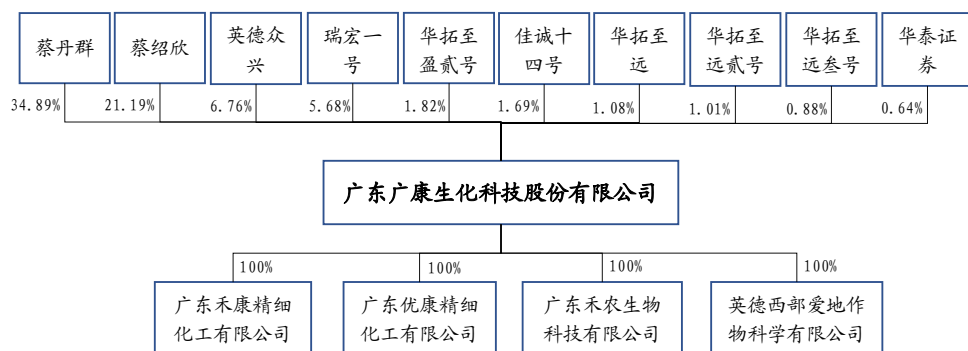 蔡丹群
蔡绍欣
英德众
兴
瑞宏一
号
华拓至
盈贰号
佳诚十
四号
华拓至
远
华拓至
远贰号
华拓至
远叁号
华泰证
券
34.89%
21.19%
6.76%
5.68%
1.82%
1.69%
1.08%
1.01%
0.88%
0.64%
广东广康生化科技股份有限公司
100%
100%
100%
100%
广东禾康精细
化工有限公司
广东优康精细
化工有限公司
广东禾农生物
科技有限公司
英德西部爱地作
物科学有限公司